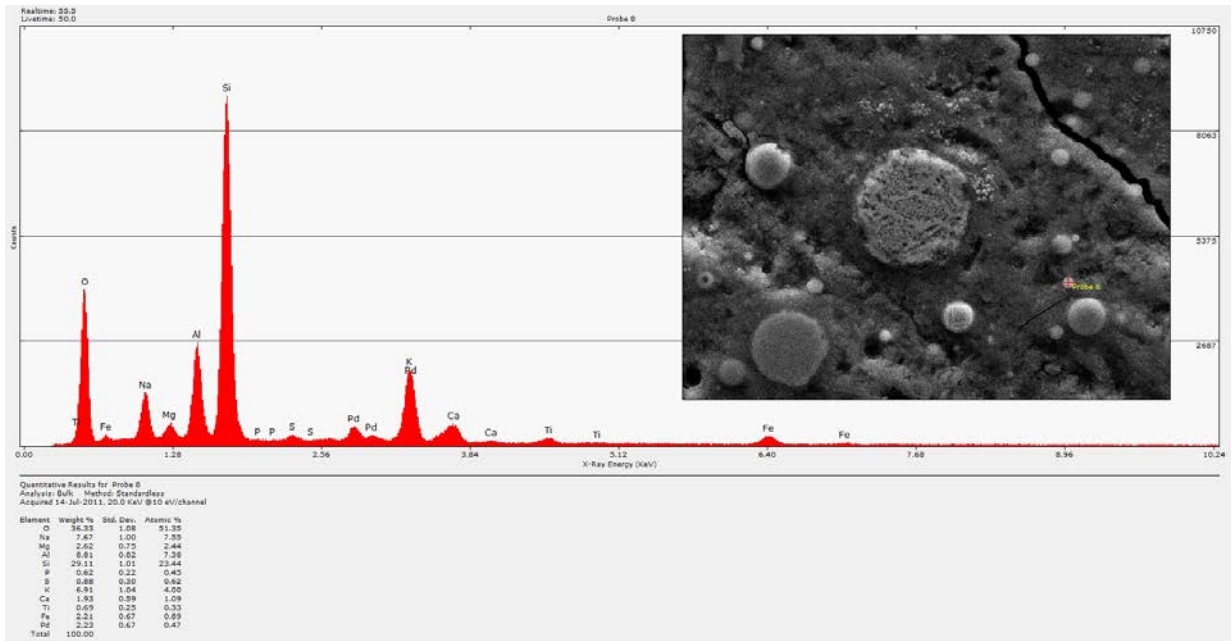 Realtime: 55.5
Livetime: 50.0
Probe 8
10750
8063
5375
2687
Counts
Si
O
Al
Na
Mg
Fe
P P S S
Pd Pd
K
Pd
Ca
Ca
Ti
Ti
Fe
Fe
Probe 8
0.00 1.28 2.56 3.84 5.12 6.40 7.68 8.96 10.24
X-Ray Energy (KeV)
Quantitative Results for Probe 8
Analysis: Bulk Method: Standardless
Acquired 14-Jul-2011, 20.0 KeV @10 eV/channel
Element Weight % Std. Dev. Atomic %
O 36.33 1.08 51.35
Na 7.67 1.00 7.55
Mg 2.62 0.75 2.44
Al 8.81 0.82 7.38
Si 29.11 1.01 23.44
P 0.62 0.22 0.45
S 0.88 0.30 0.62
K 6.91 1.04 4.00
Ca 1.93 0.59 1.09
Ti 0.69 0.25 0.33
Fe 2.21 0.67 0.89
Pd 2.23 0.67 0.47
Total 100.00